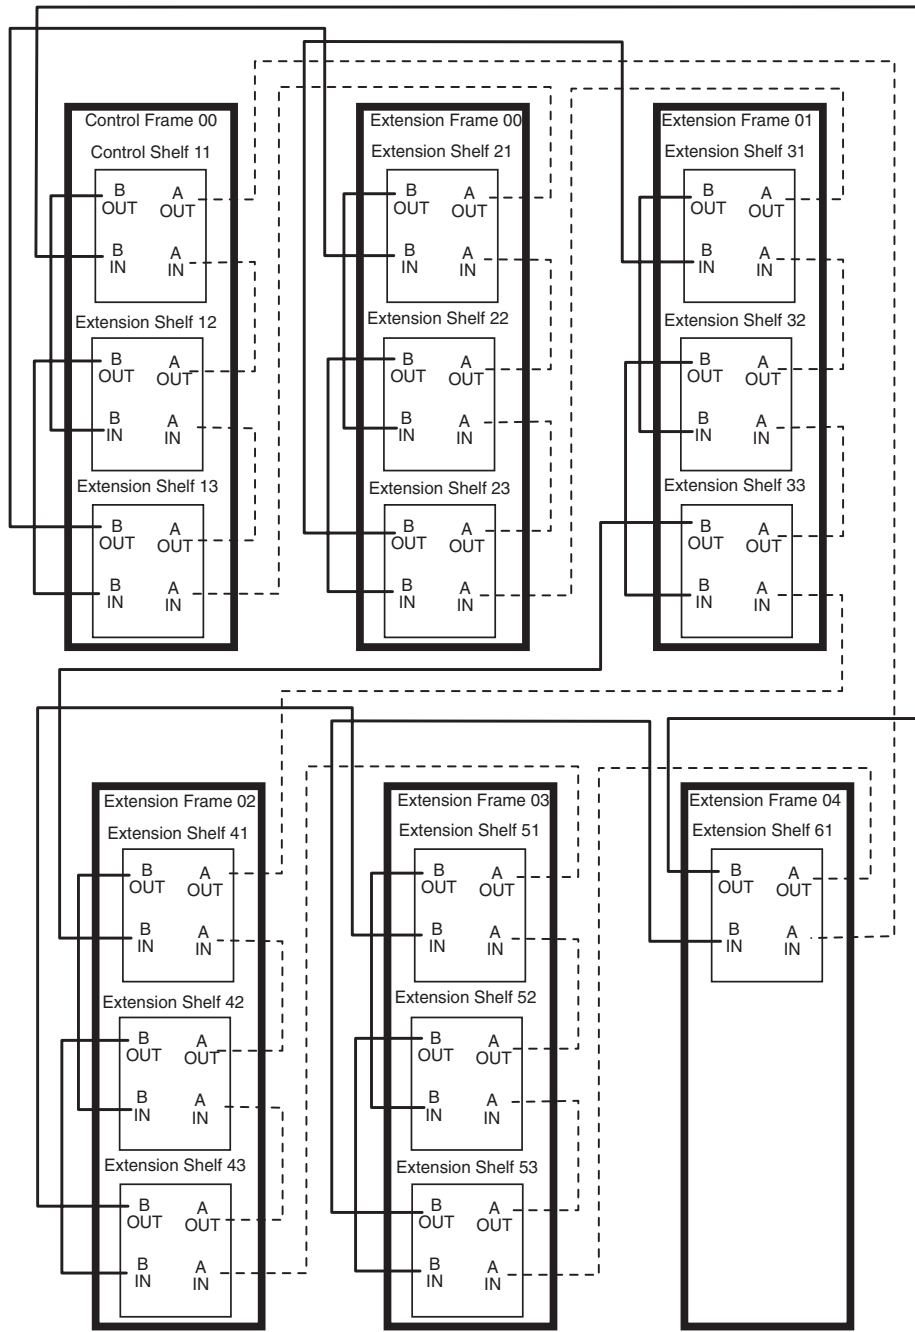 Control Frame 00
Control Shelf 11
B OUT
A OUT
B IN
A IN
Extension Shelf 12
B OUT
A OUT
B IN
A IN
Extension Shelf 13
B OUT
A OUT
B IN
A IN
Extension Frame 00
Extension Shelf 21
B OUT
A OUT
B IN
A IN
Extension Shelf 22
B OUT
A OUT
B IN
A IN
Extension Shelf 23
B OUT
A OUT
B IN
A IN
Extension Frame 01
Extension Shelf 31
B OUT
A OUT
B IN
A IN
Extension Shelf 32
B OUT
A OUT
B IN
A IN
Extension Shelf 33
B OUT
A OUT
B IN
A IN
Extension Frame 02
Extension Shelf 41
B OUT
A OUT
B IN
A IN
Extension Shelf 42
B OUT
A OUT
B IN
A IN
Extension Shelf 43
B OUT
A OUT
B IN
A IN
Extension Frame 03
Extension Shelf 51
B OUT
A OUT
B IN
A IN
Extension Shelf 52
B OUT
A OUT
B IN
A IN
Extension Shelf 53
B OUT
A OUT
B IN
A IN
Extension Frame 04
Extension Shelf 61
B OUT
A OUT
B IN
A IN